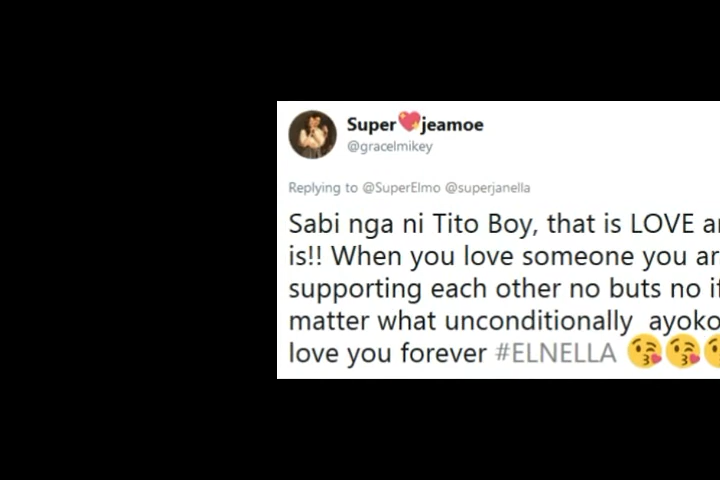 Super💖jeamoe
@gracelmikey
Replying to @SuperElmo @superjanella
Sabi nga ni Tito Boy, that is LOVE
is!! When you love someone you
supporting each other no buts no
matter what unconditionally ayoko
love you forever #ELNELLA 😘😘😘